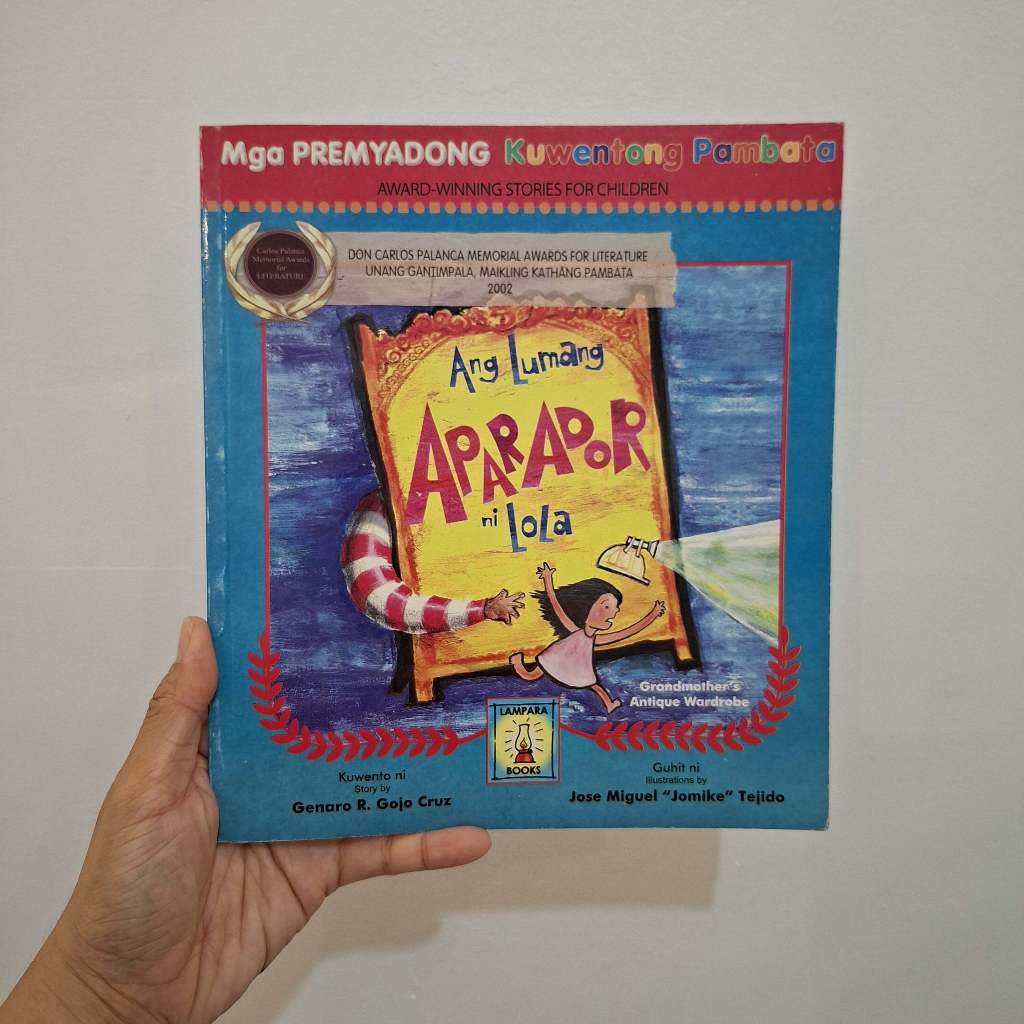 Mga PREMYADONG Kuwentong Pambata
AWARD-WINNING STORIES FOR CHILDREN
Carlos Palanca
Memorial Awards
for
LITERATURE
DON CARLOS PALANCA MEMORIAL AWARDS FOR LITERATURE
UNANG GANTIMPALA, MAIKLING KATHANG PAMBATA
2002
Ang Lumang
APARADOR
ni Lola
Grandmother's
Antique Wardrobe
LAMPARA
BOOKS
Kuwento ni
Story by
Genaro R. Gojo Cruz
Guhit ni
Illustrations by
Jose Miguel "Jomike" Tejido